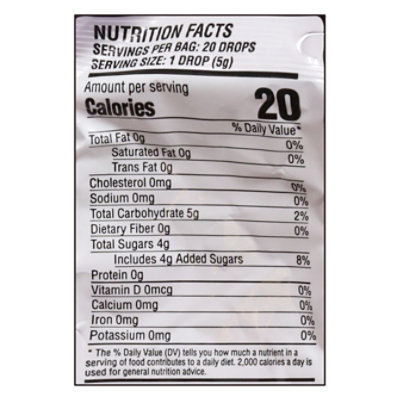 NUTRITION FACTS
SERVINGS PER BAG: 20 DROPS
SERVING SIZE: 1 DROP (5g)
Amount per serving
Calories 20
% Daily Value*
Total Fat 0g 0%
Saturated Fat 0g 0%
Trans Fat 0g
Cholesterol 0mg 0%
Sodium 0mg 0%
Total Carbohydrate 5g 2%
Dietary Fiber 0g 0%
Total Sugars 4g
Includes 4g Added Sugars 8%
Protein 0g
Vitamin D 0mcg 0%
Calcium 0mg 0%
Iron 0mg 0%
Potassium 0mg 0%
* The % Daily Value (DV) tells you how much a nutrient in a
serving of food contributes to a diet. 2,000 calories a day is
used for general nutrition advice.